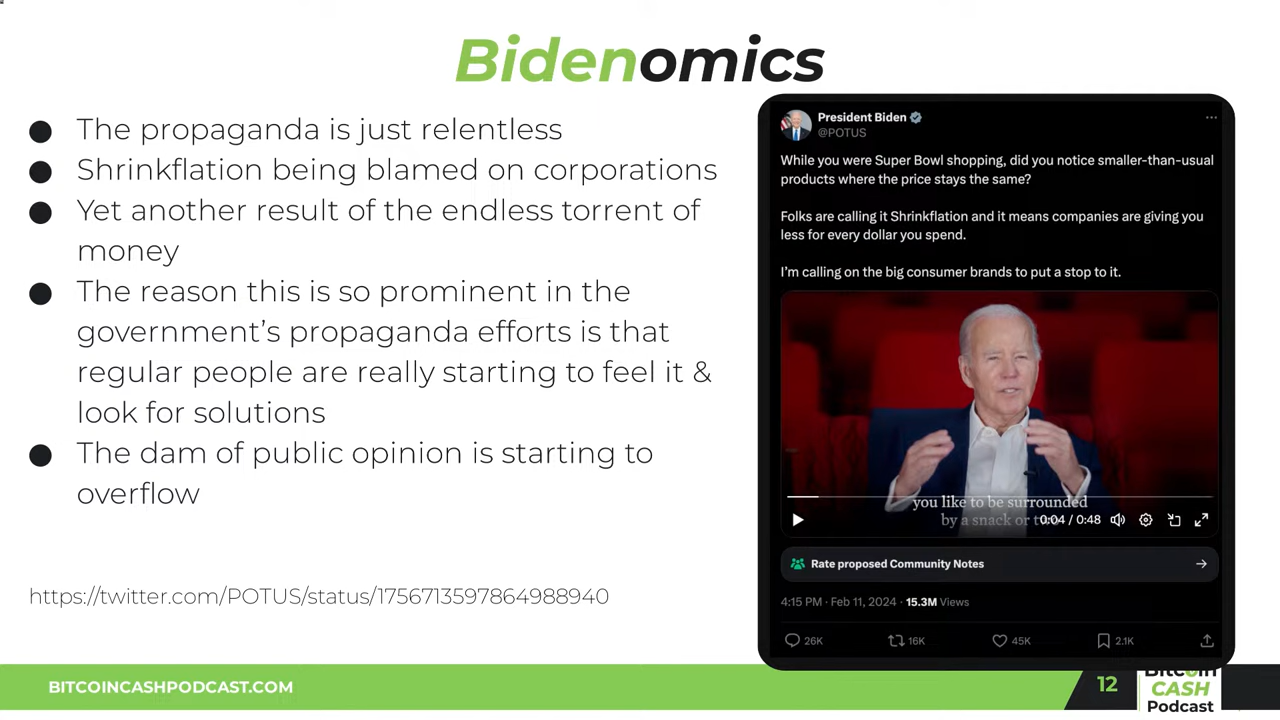 Bidenomics
● The propaganda is just relentless
● Shrinkflation being blamed on corporations
● Yet another result of the endless torrent of
money
● The reason this is so prominent in the
government's propaganda efforts is that
regular people are really starting to feel it &
look for solutions
● The dam of public opinion is starting to
overflow
https://twitter.com/POTUS/status/1756713597864988940
President Biden
@POTUS
While you were Super Bowl shopping, did you notice smaller-than-usual
products where the price stays the same?
Folks are calling it Shrinkflation and it means companies are giving you
less for every dollar you spend.
I'm calling on the big consumer brands to put a stop to it.
you like to be surrounded
by a snack or
0:04 / 0:48
Rate proposed Community Notes
4:15 PM · Feb 11, 2024 · 15.3M Views
26K 16K 45K 2.1K
BITCOINCASHPODCAST.COM
12
Bitcoin
CASH
Podcast